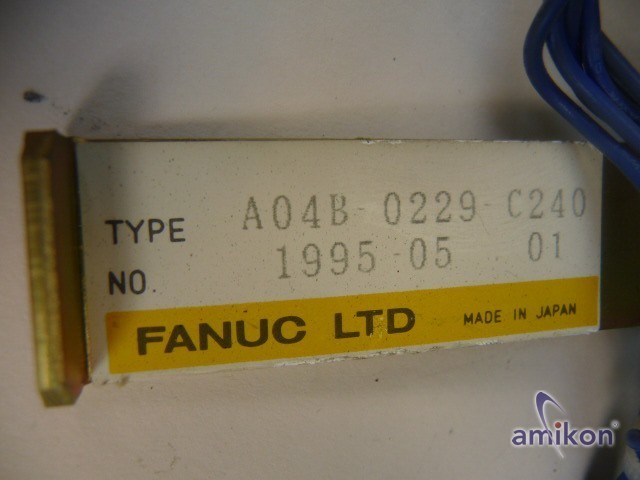 TYPE A04B-0229-C240
NO. 1995-05 01
FANUC LTD MADE IN JAPAN
amikon®